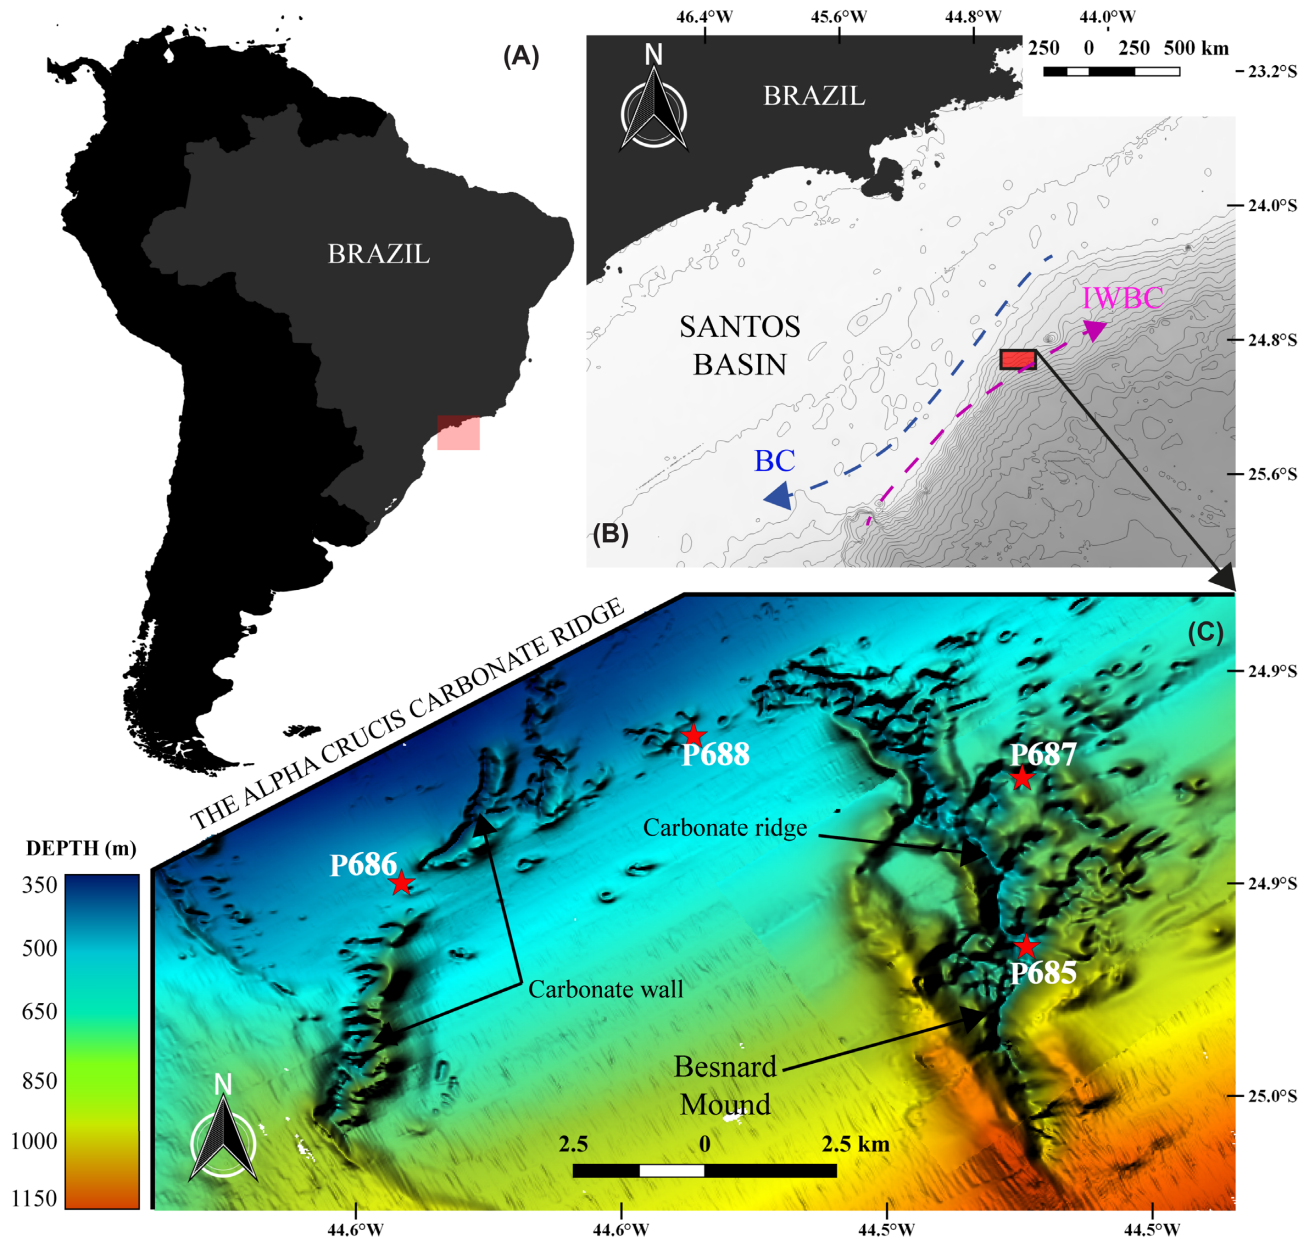 (A)
BRAZIL
46.4°W 45.6°W 44.8°W 44.0°W
250 0 250 500 km
N
BRAZIL
23.2°S
24.0°S
24.8°S
25.6°S
IWBC
SANTOS
BASIN
BC
(B)
THE ALPHA CRUCIS CARBONATE RIDGE
(C)
24.9°S
P688
P687
Carbonate ridge
P686
24.9°S
P685
Carbonate wall
Besnard
Mound
25.0°S
DEPTH (m)
350
500
650
850
1000
1150
N
2.5 0 2.5 km
44.6°W 44.6°W 44.5°W 44.5°W